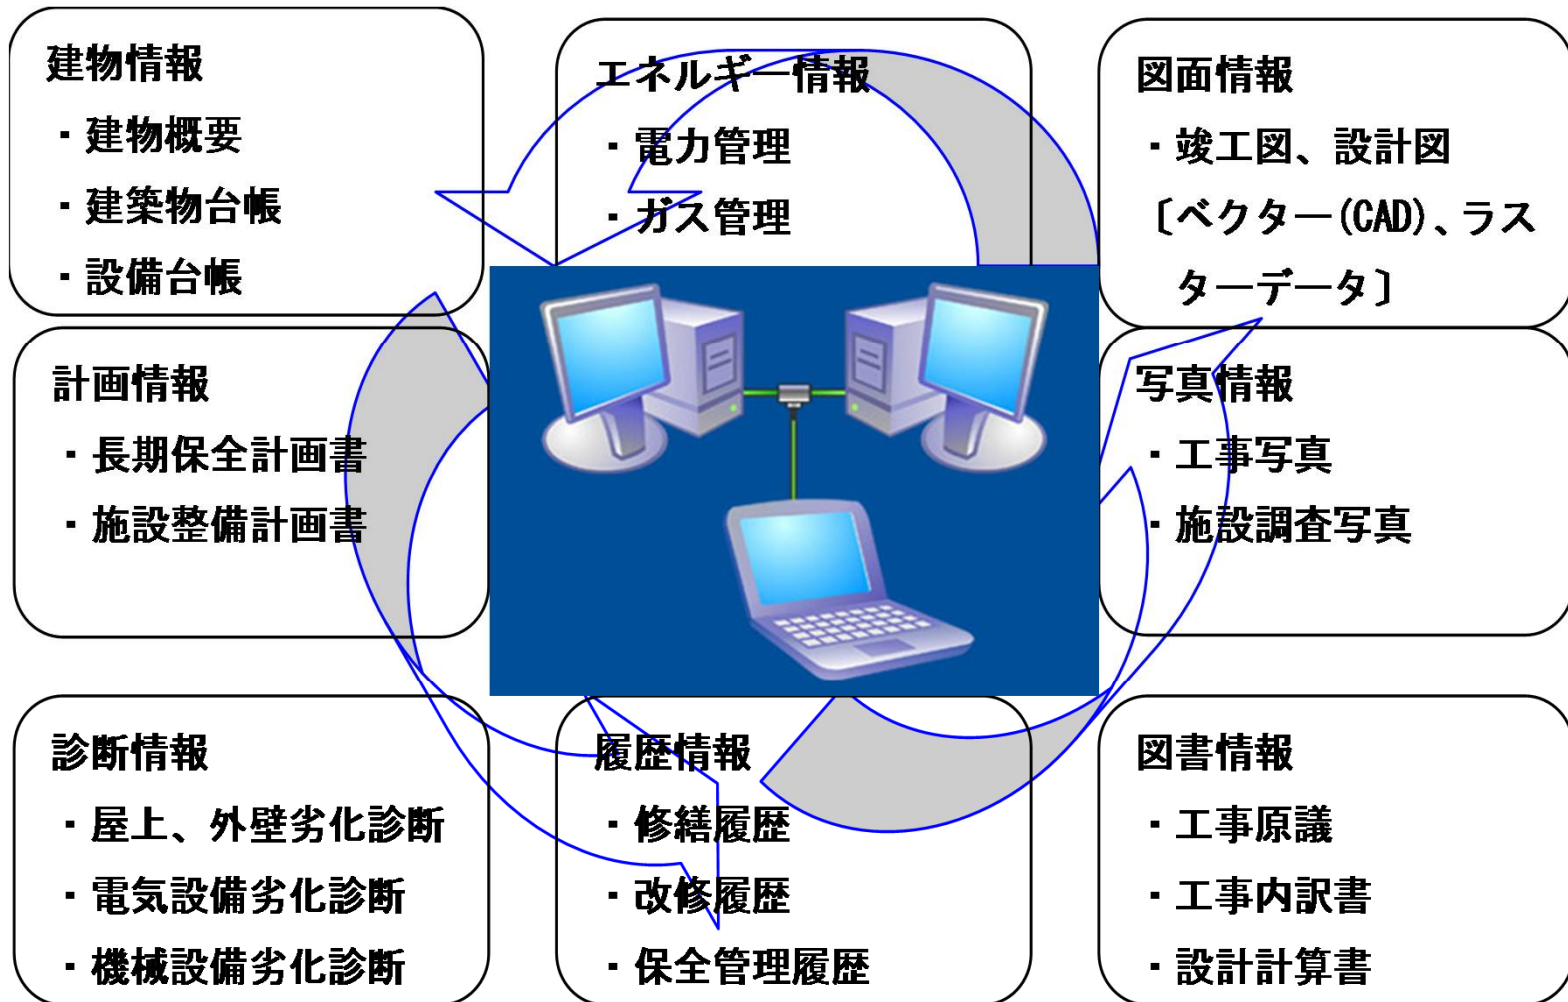 建物情報
・建物概要
・建築物台帳
・設備台帳
エネルギー情報
・電力管理
・ガス管理
図面情報
・竣工図、設計図
〔ベクター(CAD)、ラス
ターデータ〕
計画情報
・長期保全計画書
・施設整備計画書
写真情報
・工事写真
・施設調査写真
診断情報
・屋上、外壁劣化診断
・電気設備劣化診断
・機械設備劣化診断
履歴情報
・修繕履歴
・改修履歴
・保全管理履歴
図書情報
・工事原議
・工事内訳書
・設計計算書